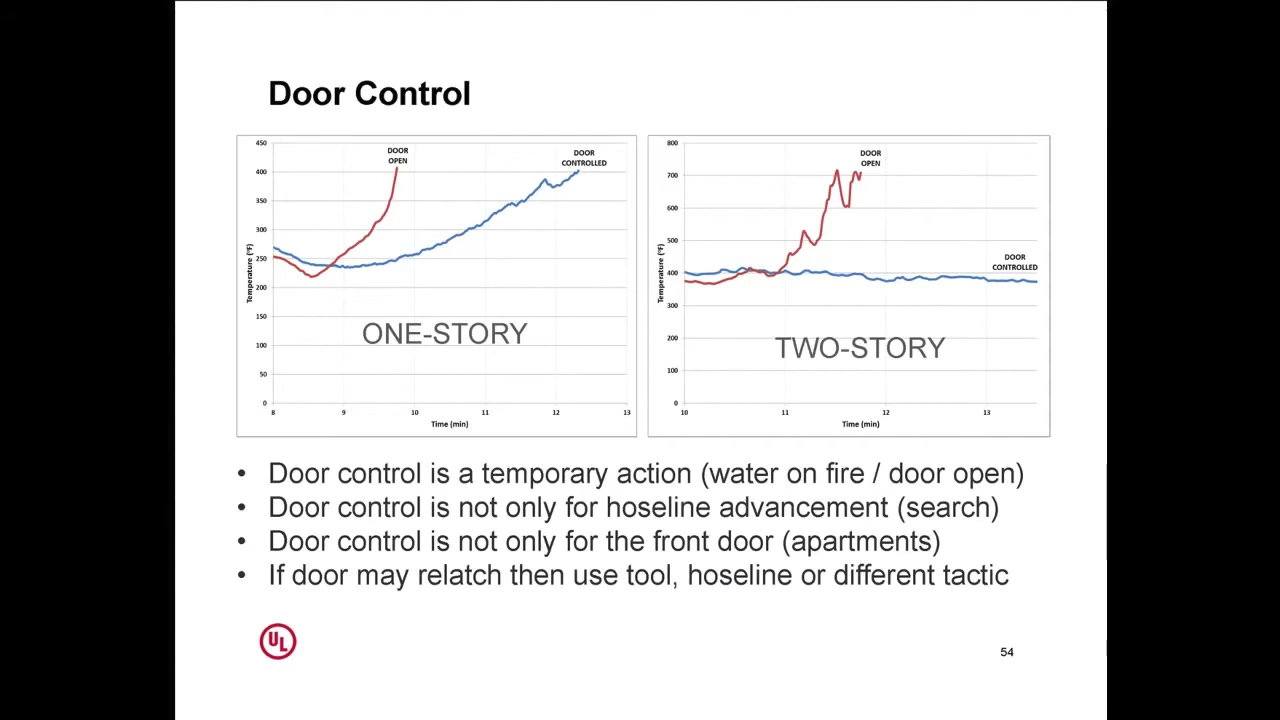 Door Control
450
400
350
300
250
200
150
100
50
0
Temperature (°F)
DOOR
OPEN
DOOR
CONTROLLED
ONE-STORY
8 9 10 11 12 13
Time (min)
800
700
600
500
400
300
200
100
0
Temperature (°F)
DOOR
OPEN
DOOR
CONTROLLED
TWO-STORY
10 11 12 13
Time (min)
• Door control is a temporary action (water on fire / door open)
• Door control is not only for hoseline advancement (search)
• Door control is not only for the front door (apartments)
• If door may relatch then use tool, hoseline or different tactic
UL
54